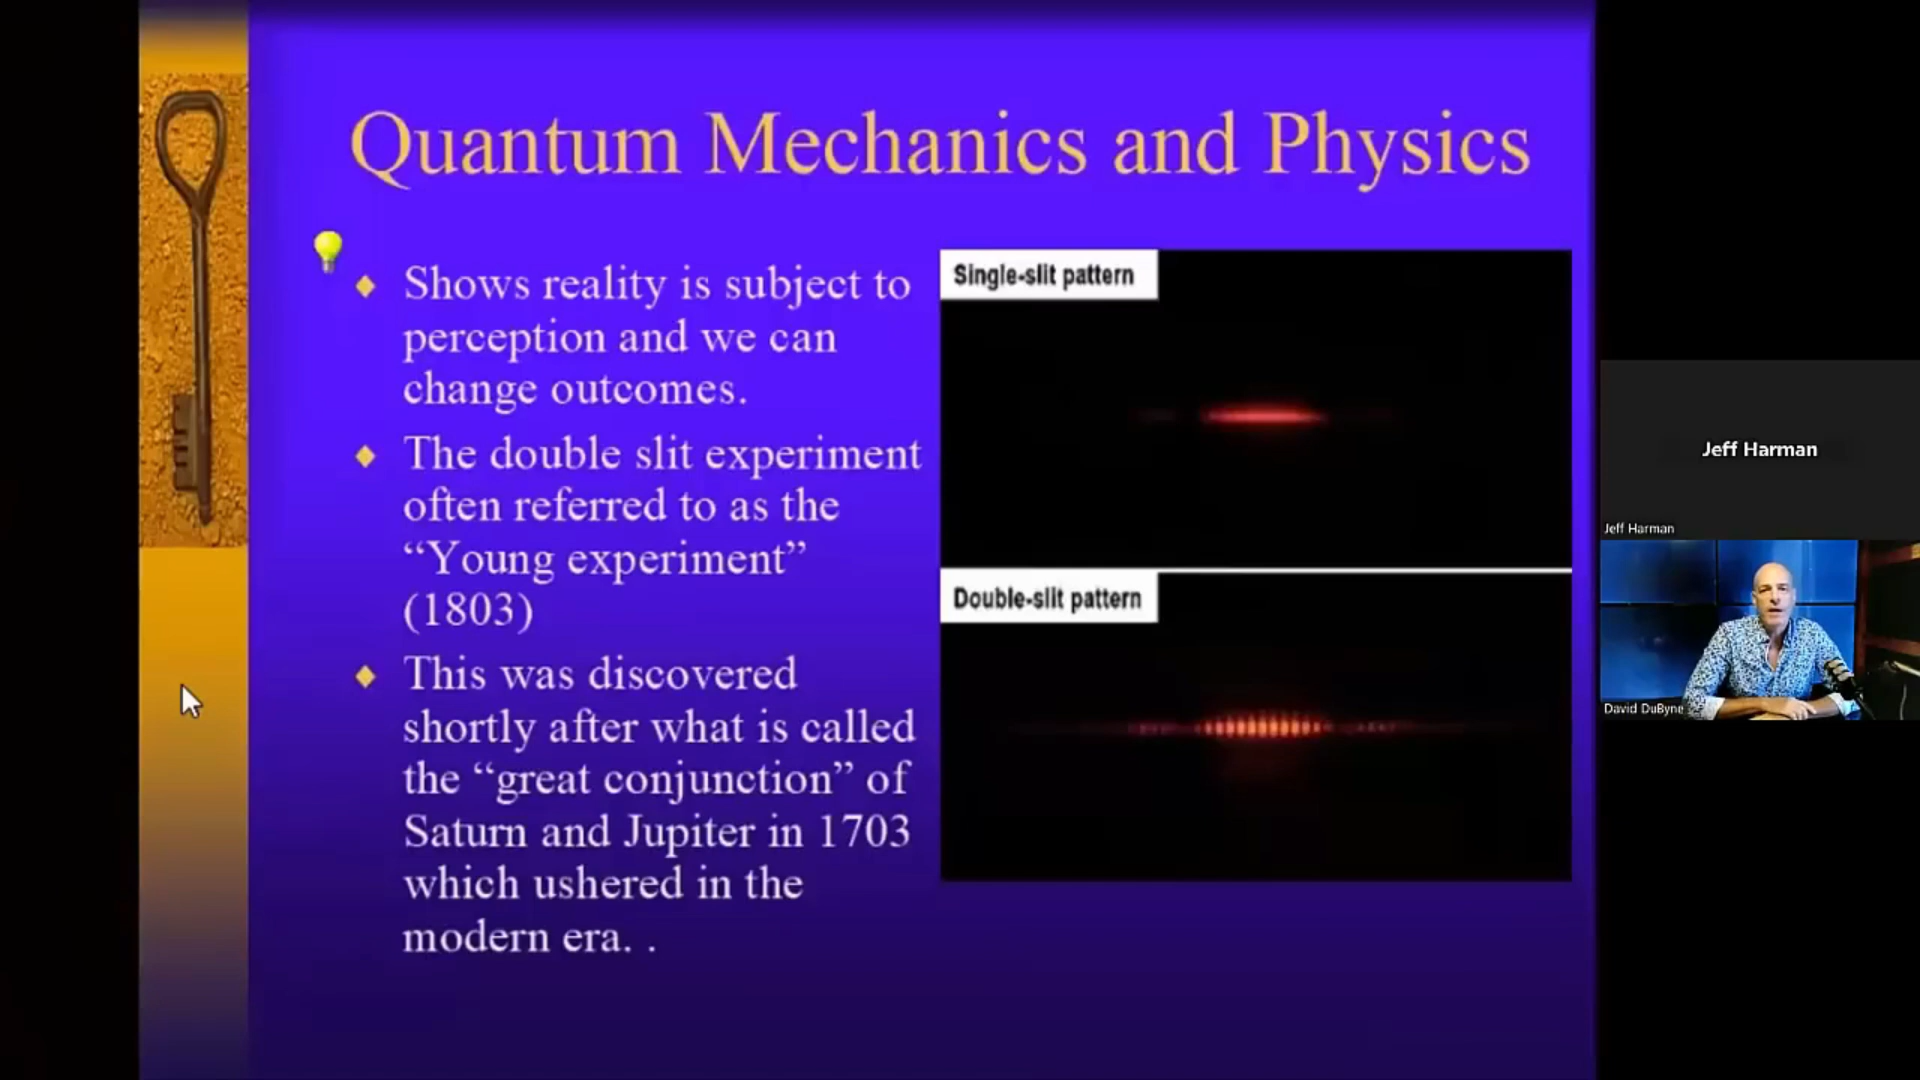 Quantum Mechanics and Physics
Shows reality is subject to
perception and we can
change outcomes.
The double slit experiment
often referred to as the
“Young experiment”
(1803)
This was discovered
shortly after what is called
the “great conjunction” of
Saturn and Jupiter in 1703
which ushered in the
modern era. .
Single-slit pattern
Double-slit pattern
Jeff Harman
Jeff Harman
David DuByne